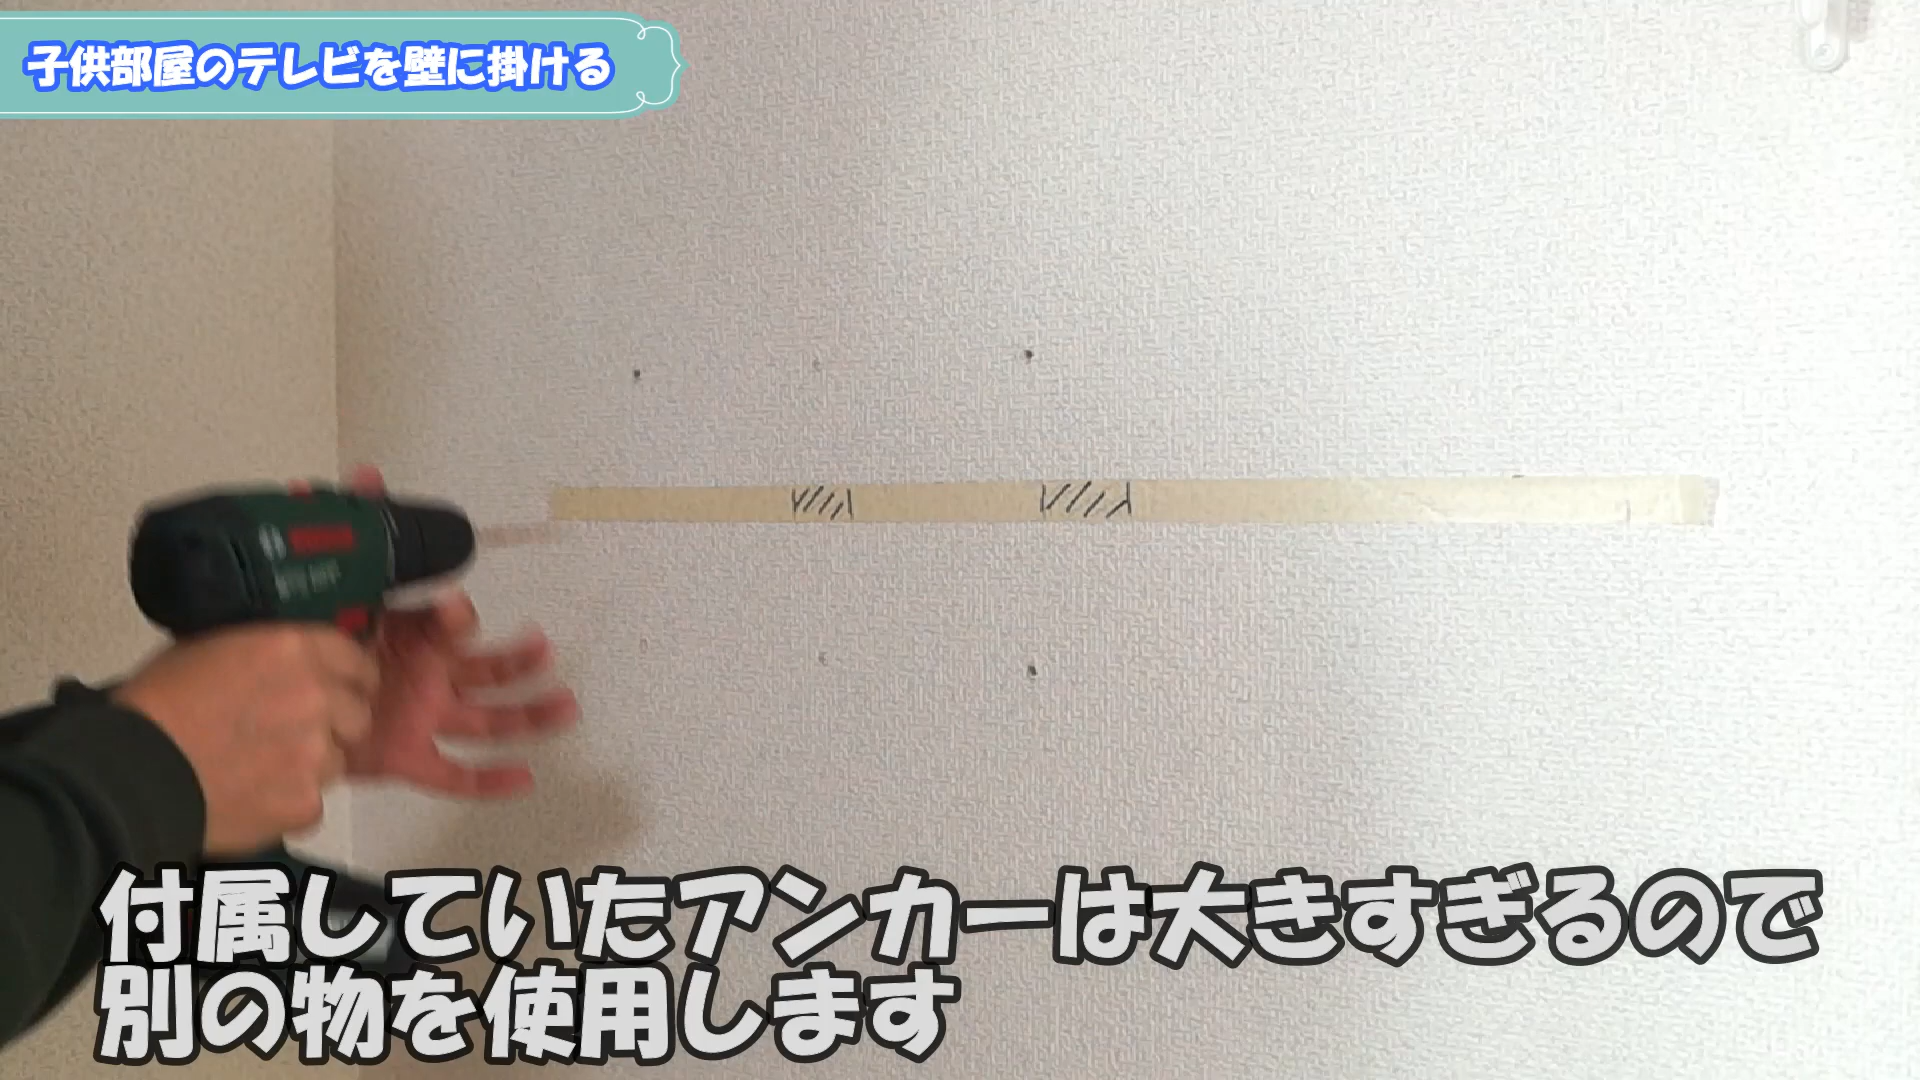 子供部屋のテレビを壁に掛ける
付属していたアンカーは大きすぎるので
別の物を使用します